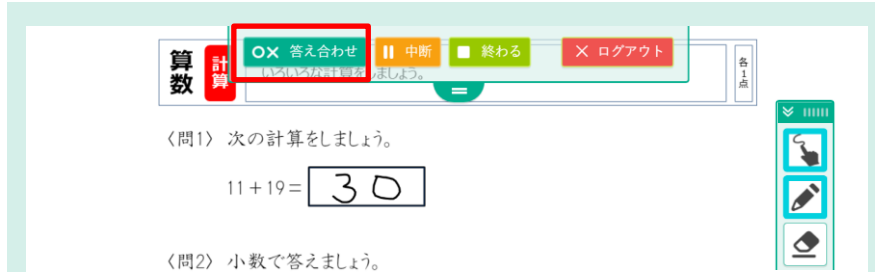 ○× 答え合わせ 中断 終わる × ログアウト
算数 計算 いろいろな計算をしましょう。 各1点
〈問1〉 次の計算をしましょう。
11+19= 30
〈問2〉 小数で答えましょう。